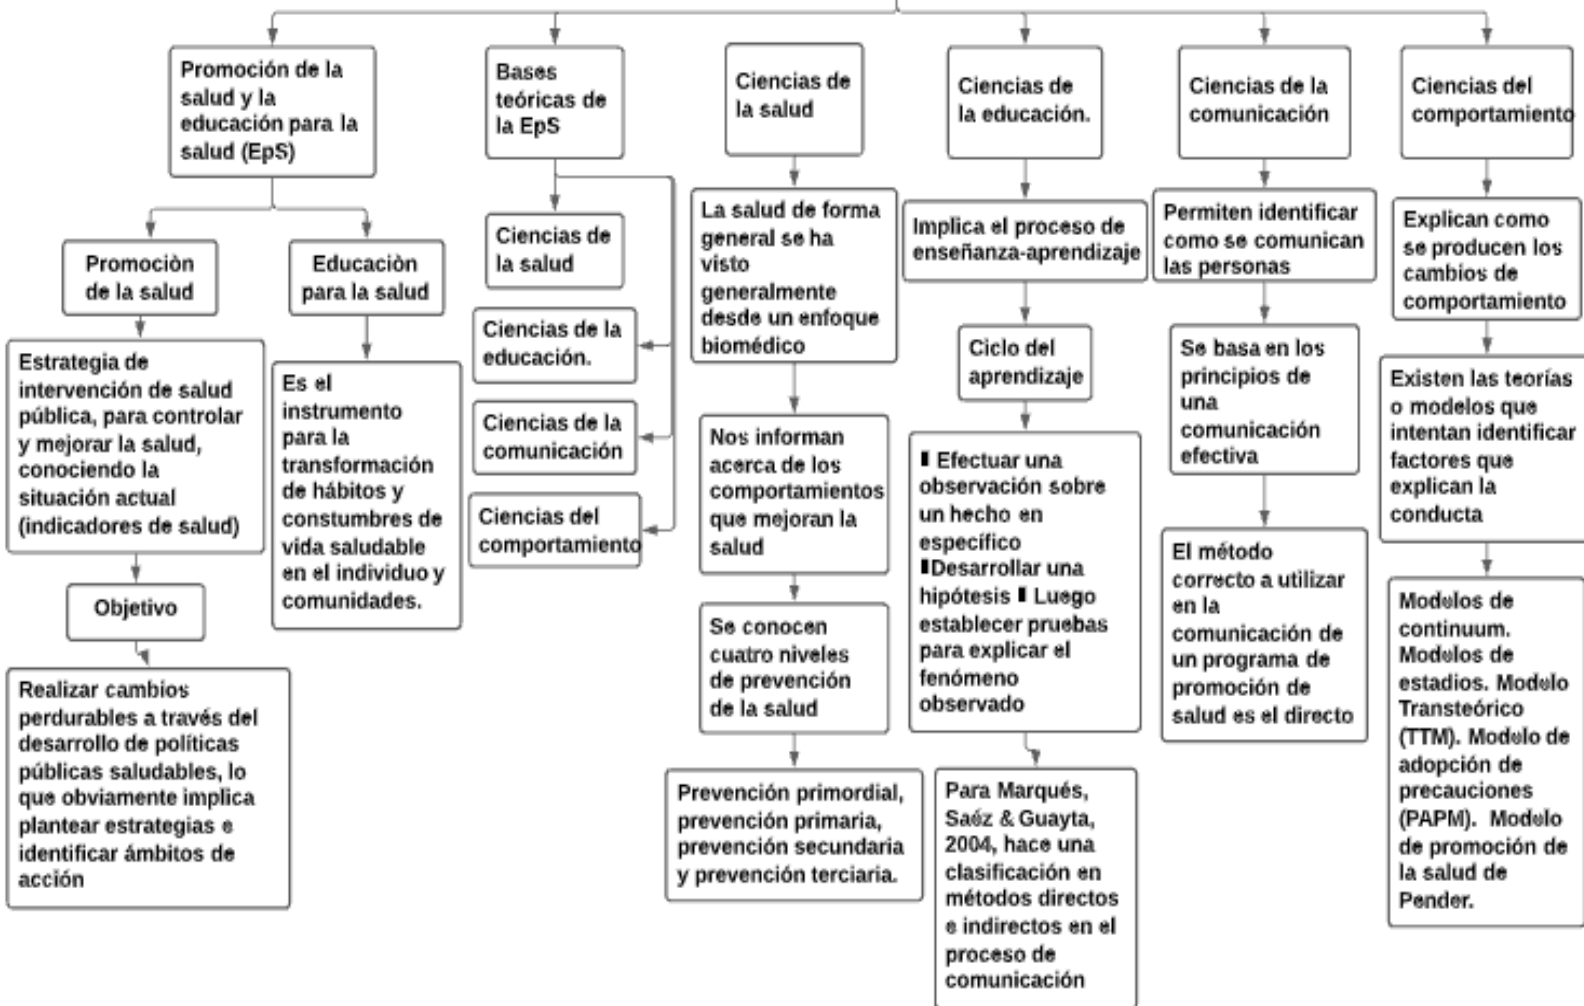 Promoción de la
salud y la
educación para la
salud (EpS)
Promociòn
de la salud
Estrategia de
intervención de salud
pública, para controlar
y mejorar la salud,
conociendo la
situación actual
(indicadores de salud)
Objetivo
Realizar cambios
perdurables a través del
desarrollo de políticas
públicas saludables, lo
que obviamente implica
plantear estrategias e
identificar ámbitos de
acción
Educaciòn
para la salud
Es el
instrumento
para la
transformación
de hábitos y
constumbres de
vida saludable
en el individuo y
comunidades.
Bases
teóricas de
la EpS
Ciencias de
la salud
Ciencias de la
educación.
Ciencias de la
comunicación
Ciencias del
comportamiento
Ciencias de
la salud
La salud de forma
general se ha
visto
generalmente
desde un enfoque
biomédico
Nos informan
acerca de los
comportamientos
que mejoran la
salud
Se conocen
cuatro niveles
de prevención
de la salud
Prevención primordial,
prevención primaria,
prevención secundaria
y prevención terciaria.
Ciencias de
la educación.
Implica el proceso de
enseñanza-aprendizaje
Ciclo del
aprendizaje
▮ Efectuar una
observación sobre
un hecho en
específico
▮Desarrollar una
hipótesis ▮ Luego
establecer pruebas
para explicar el
fenómeno
observado
Para Marqués,
Saéz & Guayta,
2004, hace una
clasificación en
métodos directos
e indirectos en el
proceso de
comunicación
Ciencias de la
comunicación
Permiten identificar
como se comunican
las personas
Se basa en los
principios de
una
comunicación
efectiva
El método
correcto a utilizar
en la
comunicación de
un programa de
promoción de
salud es el directo
Ciencias del
comportamiento
Explican como
se producen los
cambios de
comportamiento
Existen las teorías
o modelos que
intentan identificar
factores que
explican la
conducta
Modelos de
continuum.
Modelos de
estadios. Modelo
Transteórico
(TTM). Modelo de
adopción de
precauciones
(PAPM). Modelo
de promoción de
la salud de
Pender.